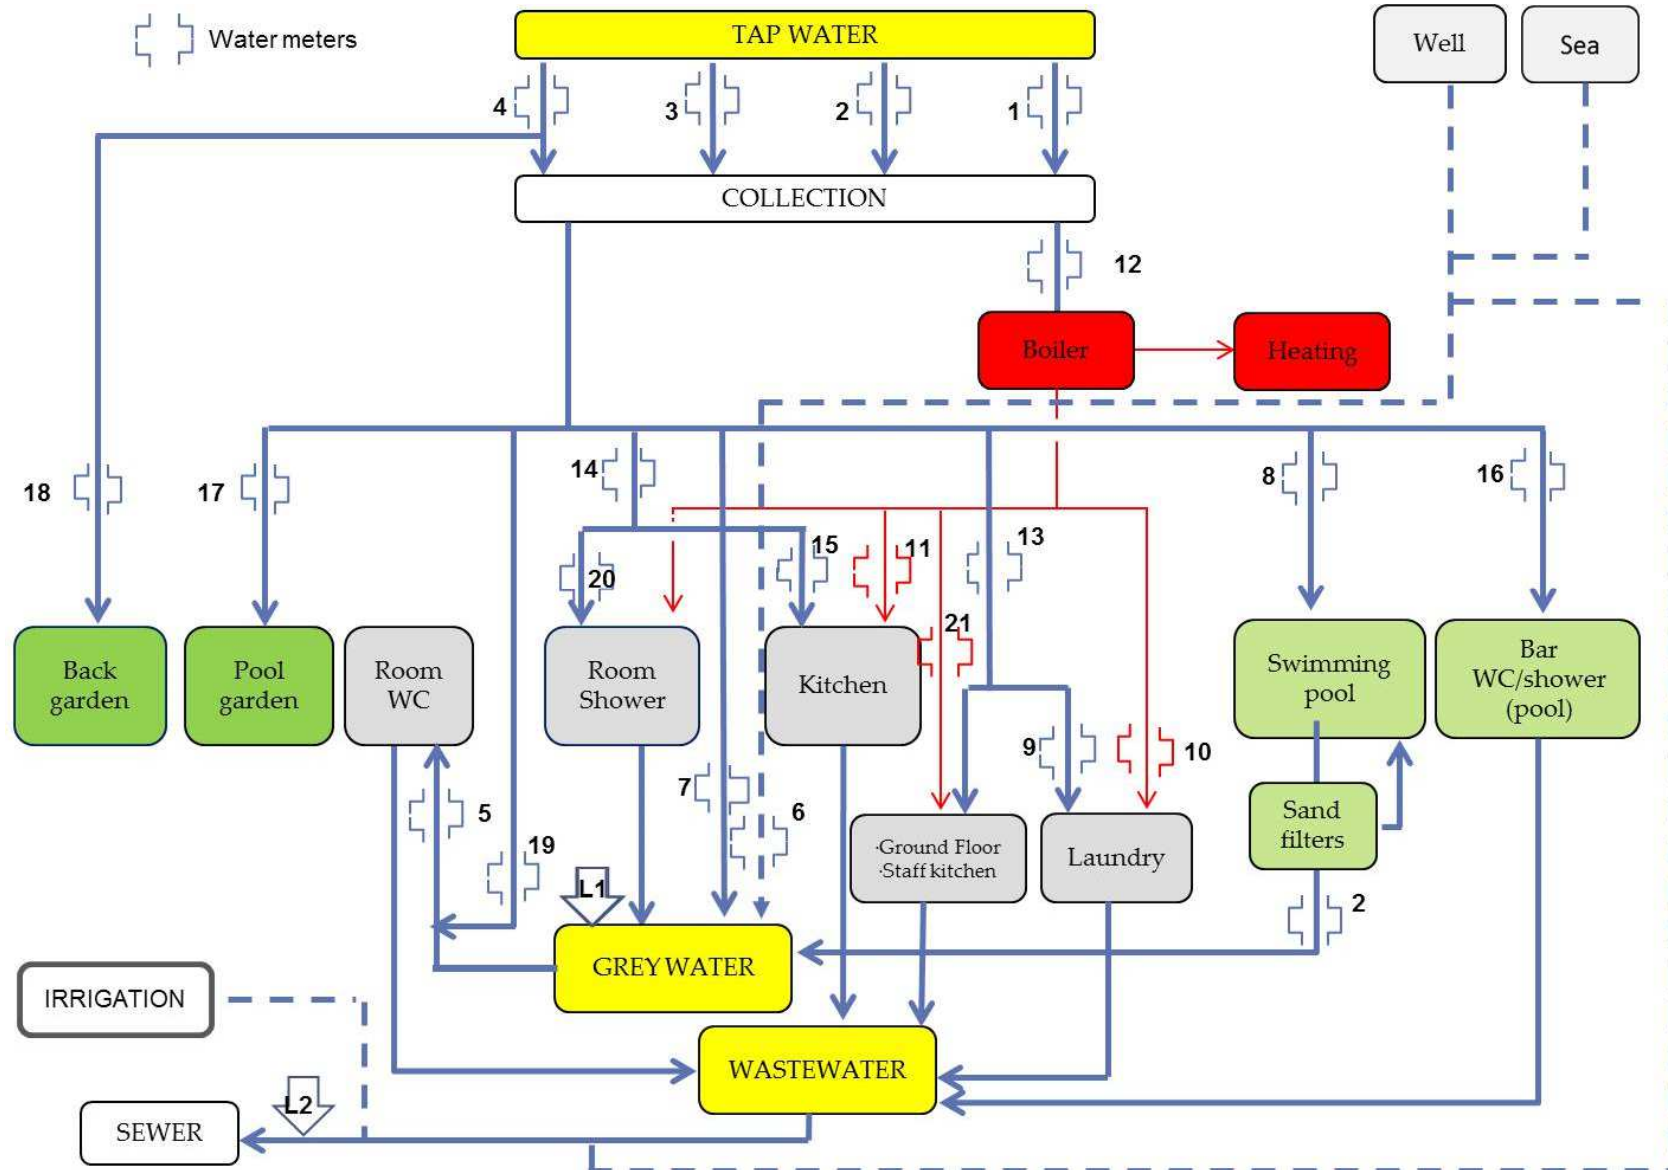 Water meters
TAP WATER
Well
Sea
4
3
2
1
COLLECTION
12
Boiler
Heating
18
17
14
8
16
20
15
11
13
21
Back
garden
Pool
garden
Room
WC
Room
Shower
Kitchen
Swimming
pool
Bar
WC/shower
(pool)
9
10
5
7
6
19
Sand
filters
·Ground Floor
·Staff kitchen
Laundry
L1
2
GREYWATER
IRRIGATION
WASTEWATER
L2
SEWER